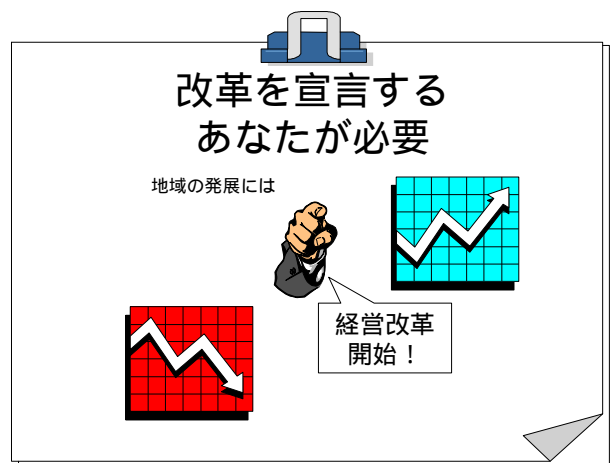 改革を宣言する
あなたが必要
地域の発展には
経営改革
開始！